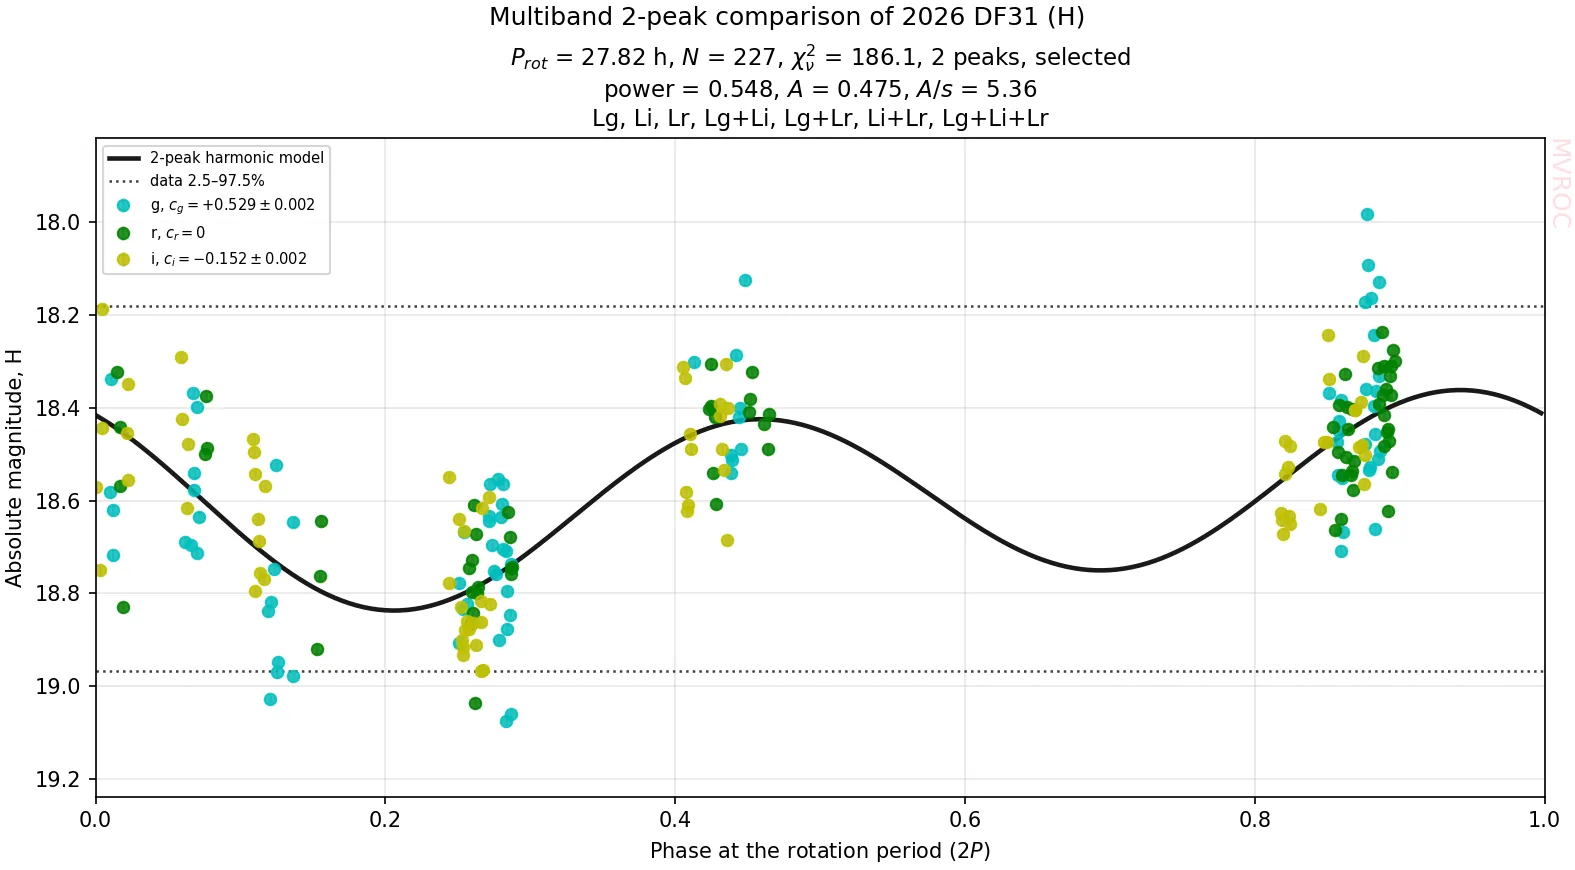 Multiband 2-peak comparison of 2026 DF31 (H)
P_rot = 27.82 h, N = 227, χ²_ν = 186.1, 2 peaks, selected
power = 0.548, A = 0.475, A/s = 5.36
Lg, Li, Lr, Lg+Li, Lg+Lr, Li+Lr, Lg+Li+Lr
MVROC
2-peak harmonic model
data 2.5–97.5%
g, c_g = +0.529 ± 0.002
r, c_r = 0
i, c_i = −0.152 ± 0.002
Absolute magnitude, H
18.0
18.2
18.4
18.6
18.8
19.0
19.2
0.0 0.2 0.4 0.6 0.8 1.0
Phase at the rotation period (2P)